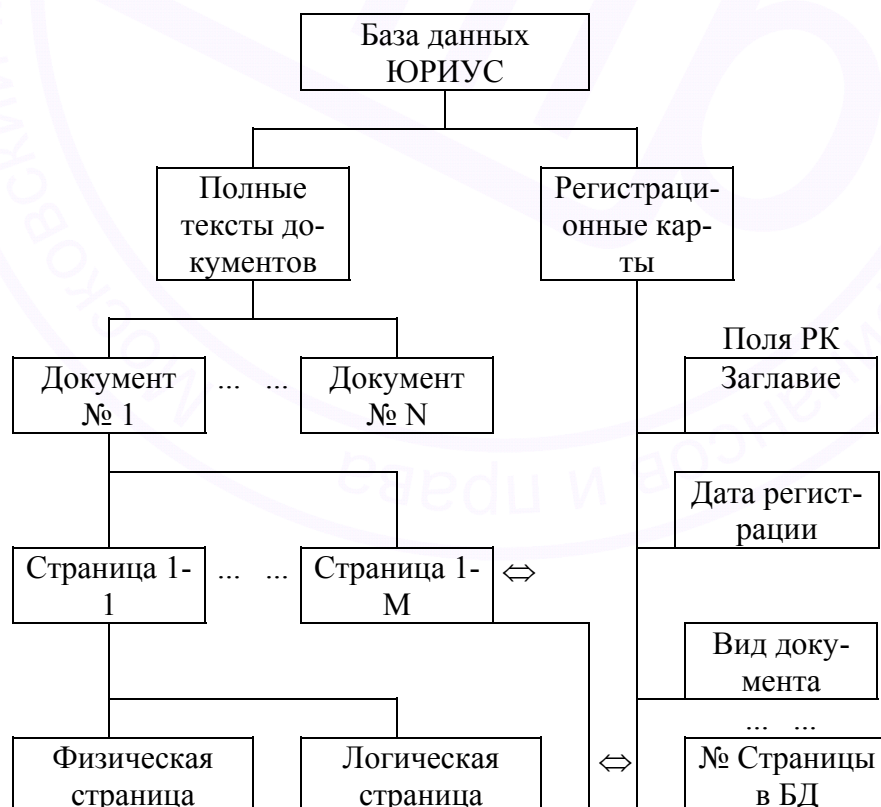 База данных
ЮРИУС
Полные
тексты до-
кументов
Регистраци-
онные кар-
ты
Поля РК
Документ
№ 1
... ...
Документ
№ N
Заглавие
Дата регист-
рации
Страница 1-
1
... ...
Страница 1-
M
⇔
Вид доку-
мента
... ...
Физическая
страница
Логическая
страница
⇔
№ Страницы
в БД